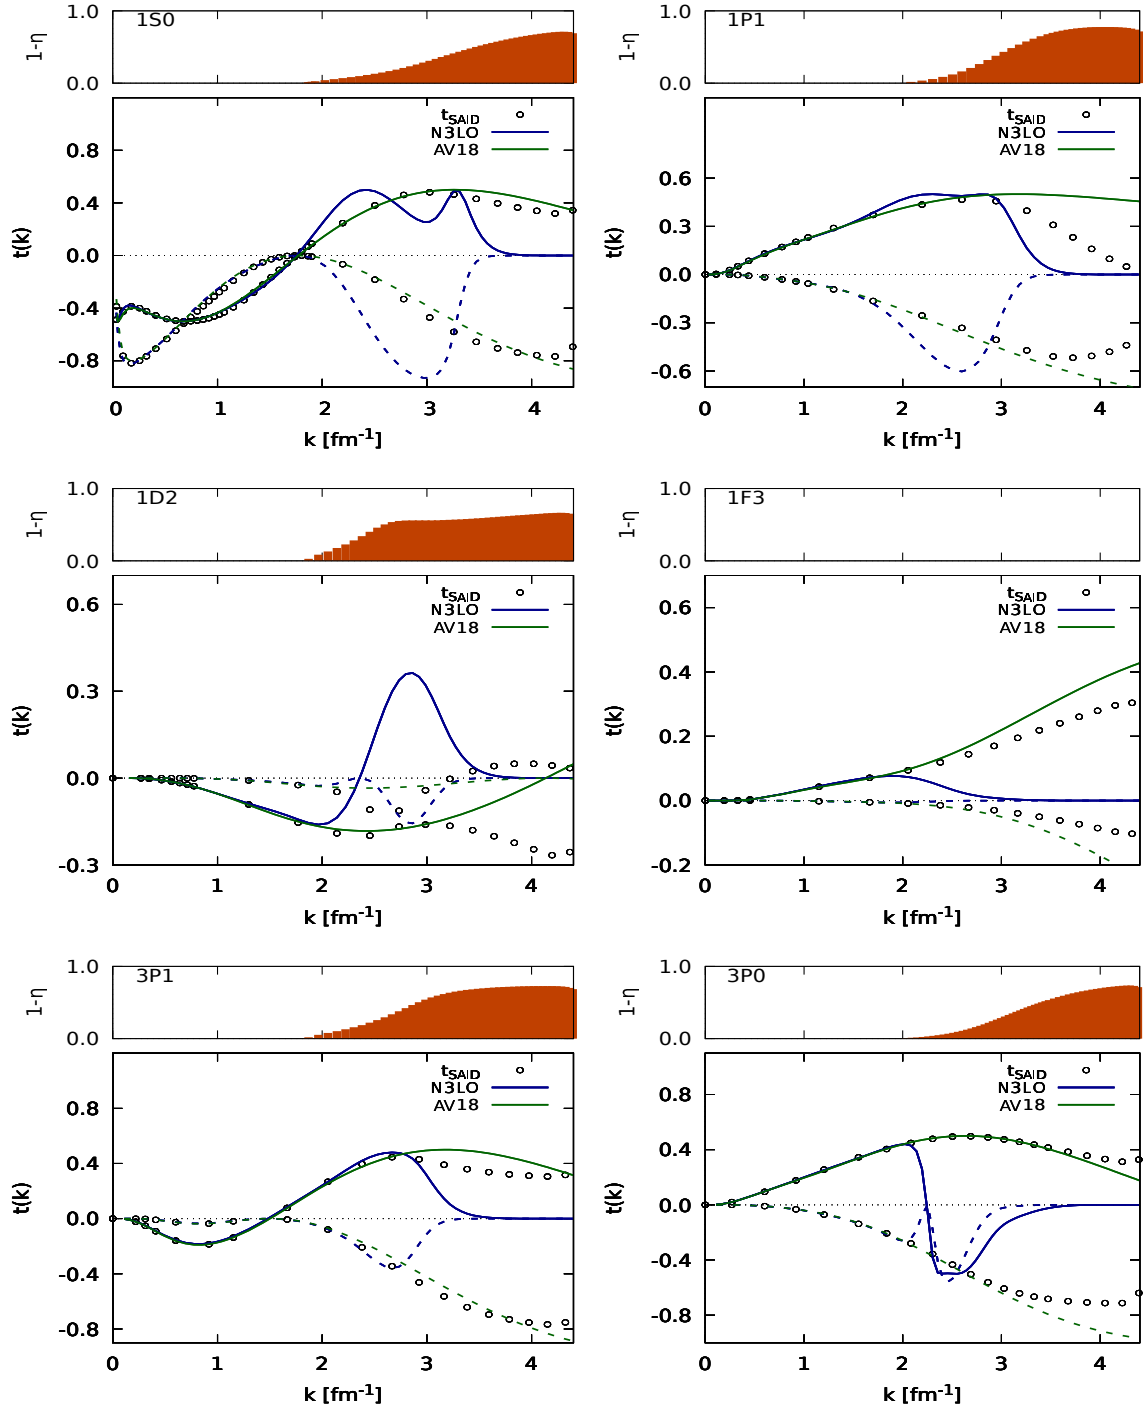 1.0
1S0
1-η
0.0
tSAID
N3LO
AV18
0.8
0.4
0.0
-0.4
-0.8
t(k)
0 1 2 3 4
k [fm-1]
1.0
1P1
1-η
0.0
tSAID
N3LO
AV18
0.6
0.3
0.0
-0.3
-0.6
t(k)
0 1 2 3 4
k [fm-1]
1.0
1D2
1-η
0.0
tSAID
N3LO
AV18
0.6
0.3
0.0
-0.3
t(k)
0 1 2 3 4
k [fm-1]
1.0
1F3
1-η
0.0
tSAID
N3LO
AV18
0.6
0.4
0.2
0.0
-0.2
t(k)
0 1 2 3 4
k [fm-1]
1.0
3P1
1-η
0.0
tSAID
N3LO
AV18
0.8
0.4
0.0
-0.4
-0.8
t(k)
0 1 2 3 4
k [fm-1]
1.0
3P0
1-η
0.0
tSAID
N3LO
AV18
0.8
0.4
0.0
-0.4
-0.8
t(k)
0 1 2 3 4
k [fm-1]